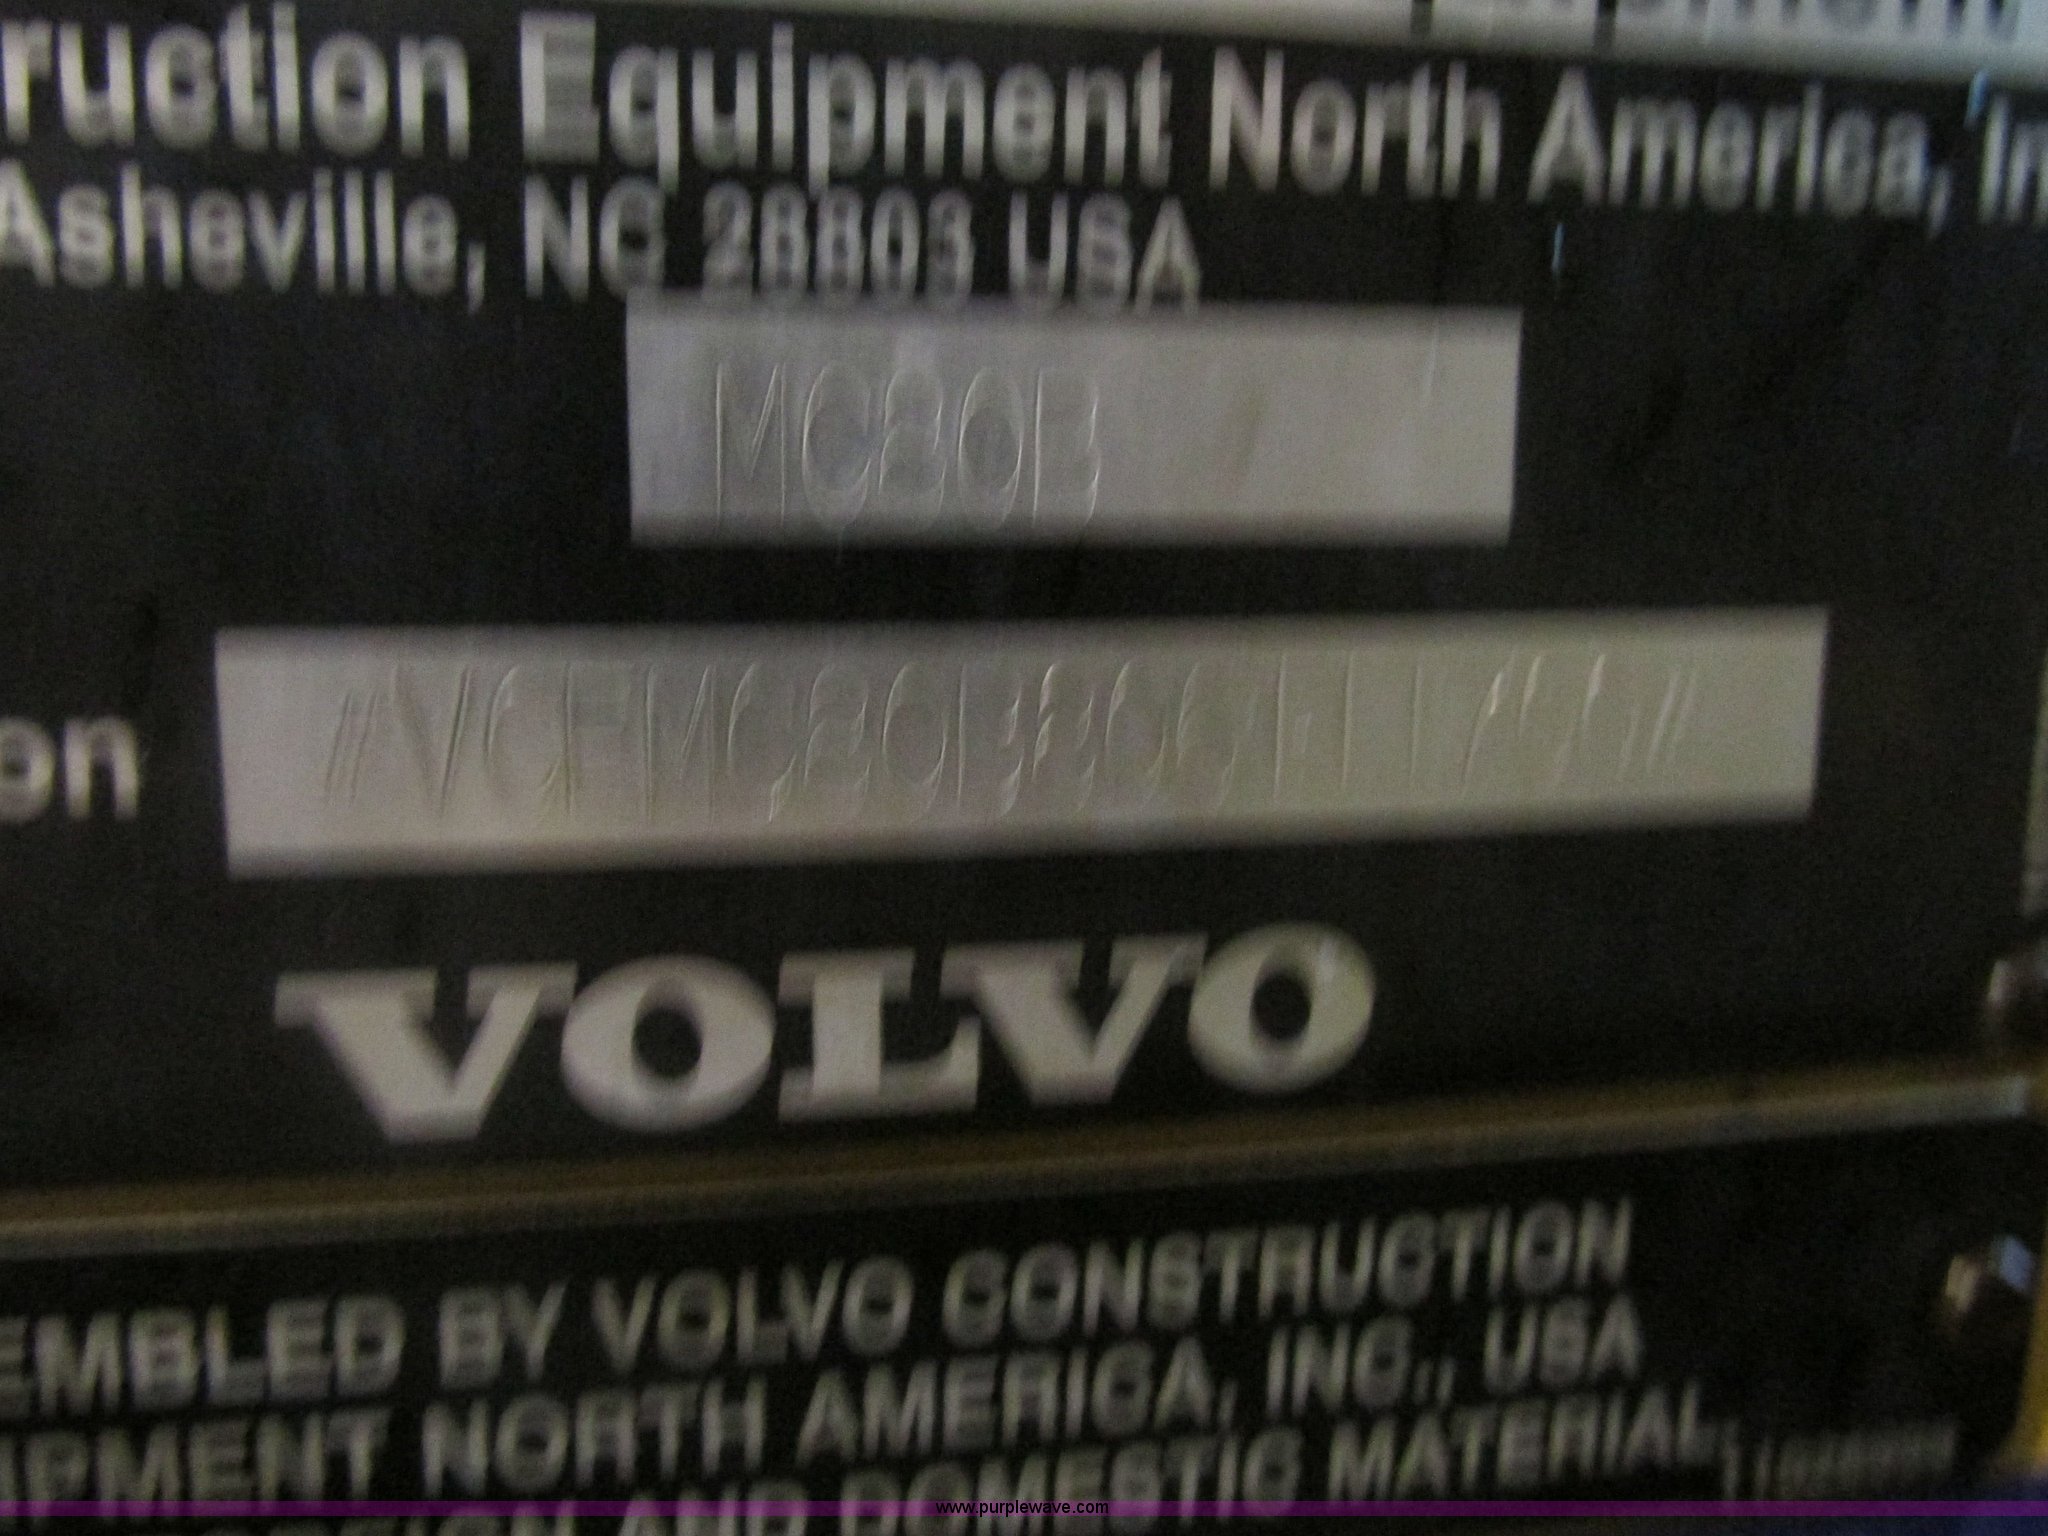 ruction Equipment North America, In
Asheville, NC 28803 USA
MC80B
on
VOLVO
EMBLED BY VOLVO CONSTRUCTION
IPMENT NORTH AMERICA, INC., USA
AND DOMESTIC MATERIAL
www.purplewave.com